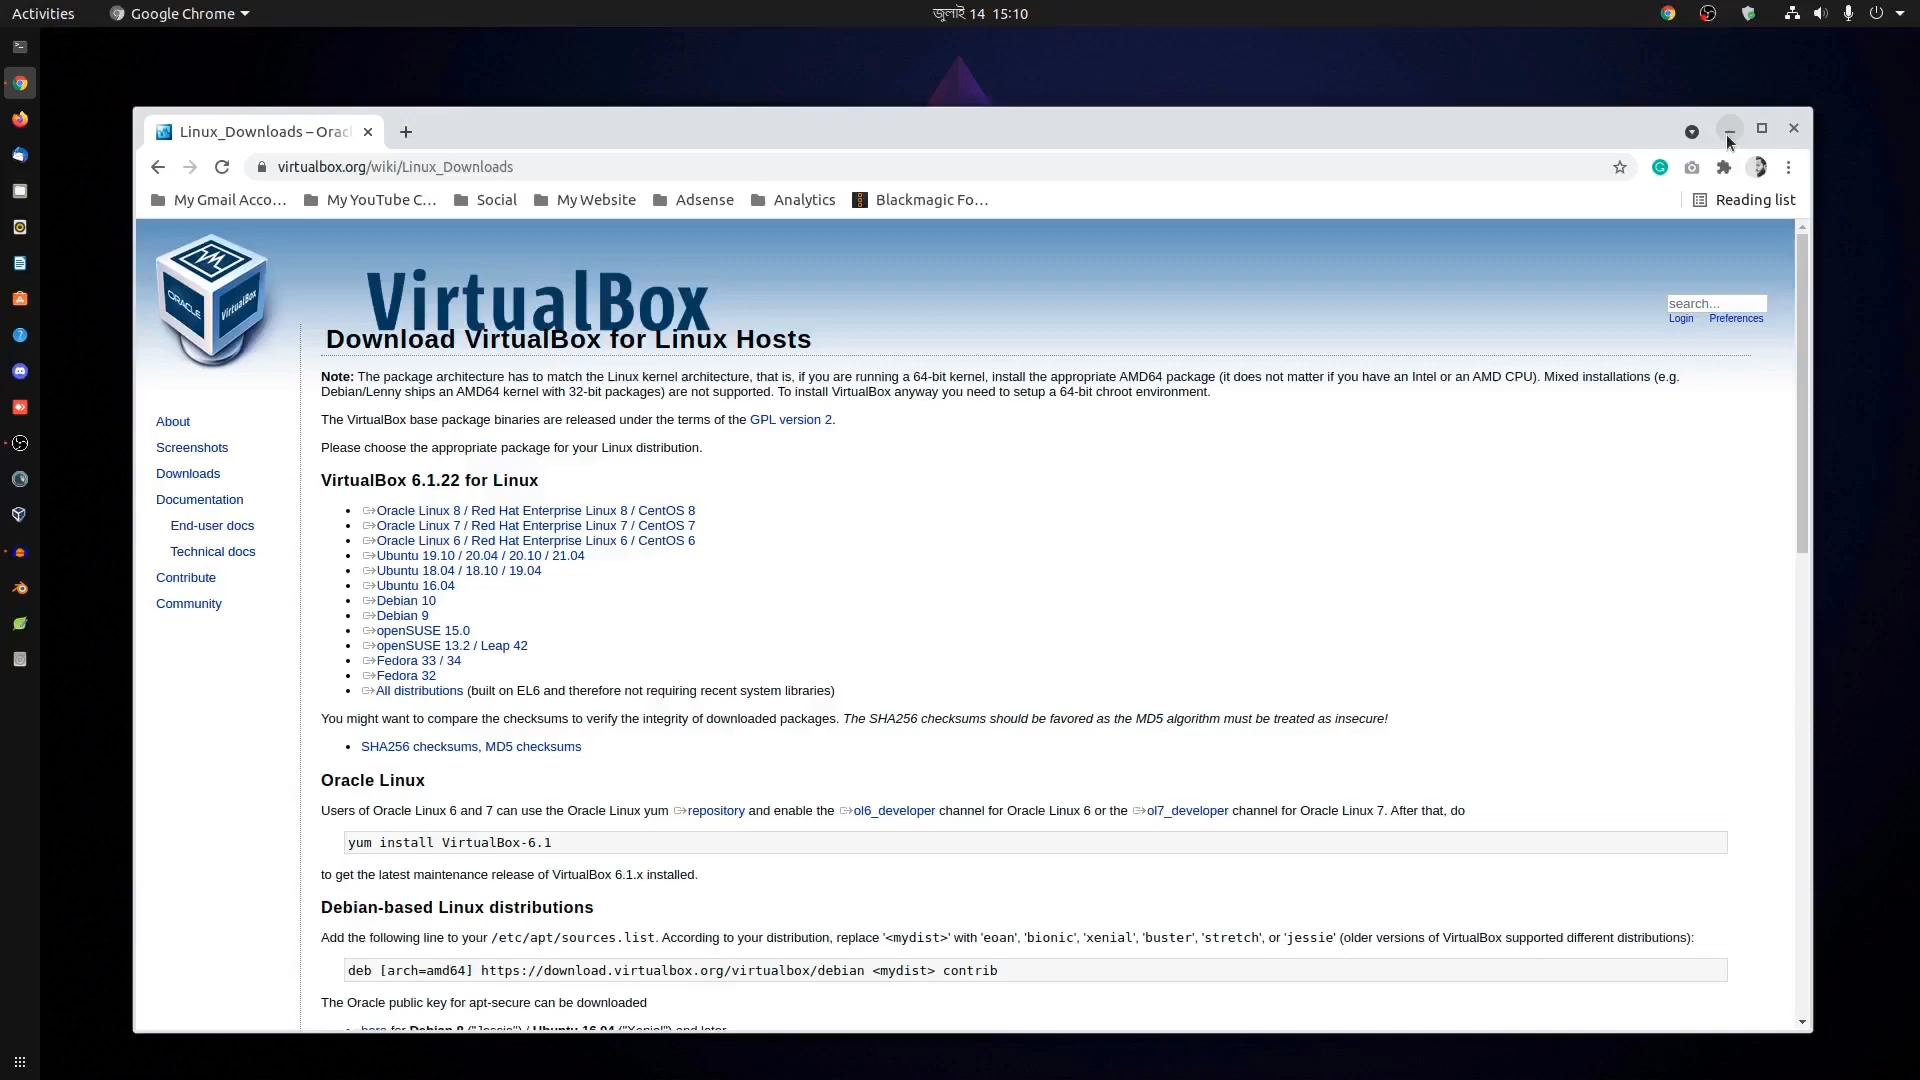 Activities
Google Chrome
জুলাই 14 15:10
Linux_Downloads – Orac
virtualbox.org/wiki/Linux_Downloads
My Gmail Acco…
My YouTube C…
Social
My Website
Adsense
Analytics
Blackmagic Fo…
Reading list
ORACLE
VirtualBox
VirtualBox
search...
Login
Preferences
Download VirtualBox for Linux Hosts
Note: The package architecture has to match the Linux kernel architecture, that is, if you are running a 64-bit kernel, install the appropriate AMD64 package (it does not matter if you have an Intel or an AMD CPU). Mixed installations (e.g.
Debian/Lenny ships an AMD64 kernel with 32-bit packages) are not supported. To install VirtualBox anyway you need to setup a 64-bit chroot environment.
The VirtualBox base package binaries are released under the terms of the GPL version 2.
Please choose the appropriate package for your Linux distribution.
About
Screenshots
Downloads
Documentation
End-user docs
Technical docs
Contribute
Community
VirtualBox 6.1.22 for Linux
• Oracle Linux 8 / Red Hat Enterprise Linux 8 / CentOS 8
• Oracle Linux 7 / Red Hat Enterprise Linux 7 / CentOS 7
• Oracle Linux 6 / Red Hat Enterprise Linux 6 / CentOS 6
• Ubuntu 19.10 / 20.04 / 20.10 / 21.04
• Ubuntu 18.04 / 18.10 / 19.04
• Ubuntu 16.04
• Debian 10
• Debian 9
• openSUSE 15.0
• openSUSE 13.2 / Leap 42
• Fedora 33 / 34
• Fedora 32
• All distributions (built on EL6 and therefore not requiring recent system libraries)
You might want to compare the checksums to verify the integrity of downloaded packages. The SHA256 checksums should be favored as the MD5 algorithm must be treated as insecure!
• SHA256 checksums, MD5 checksums
Oracle Linux
Users of Oracle Linux 6 and 7 can use the Oracle Linux yum repository and enable the ol6_developer channel for Oracle Linux 6 or the ol7_developer channel for Oracle Linux 7. After that, do
yum install VirtualBox-6.1
to get the latest maintenance release of VirtualBox 6.1.x installed.
Debian-based Linux distributions
Add the following line to your /etc/apt/sources.list. According to your distribution, replace '<mydist>' with 'eoan', 'bionic', 'xenial', 'buster', 'stretch', or 'jessie' (older versions of VirtualBox supported different distributions):
deb [arch=amd64] https://download.virtualbox.org/virtualbox/debian <mydist> contrib
The Oracle public key for apt-secure can be downloaded
• here for Debian 8 ("Jessie") / Ubuntu 16.04 ("Xenial") and later